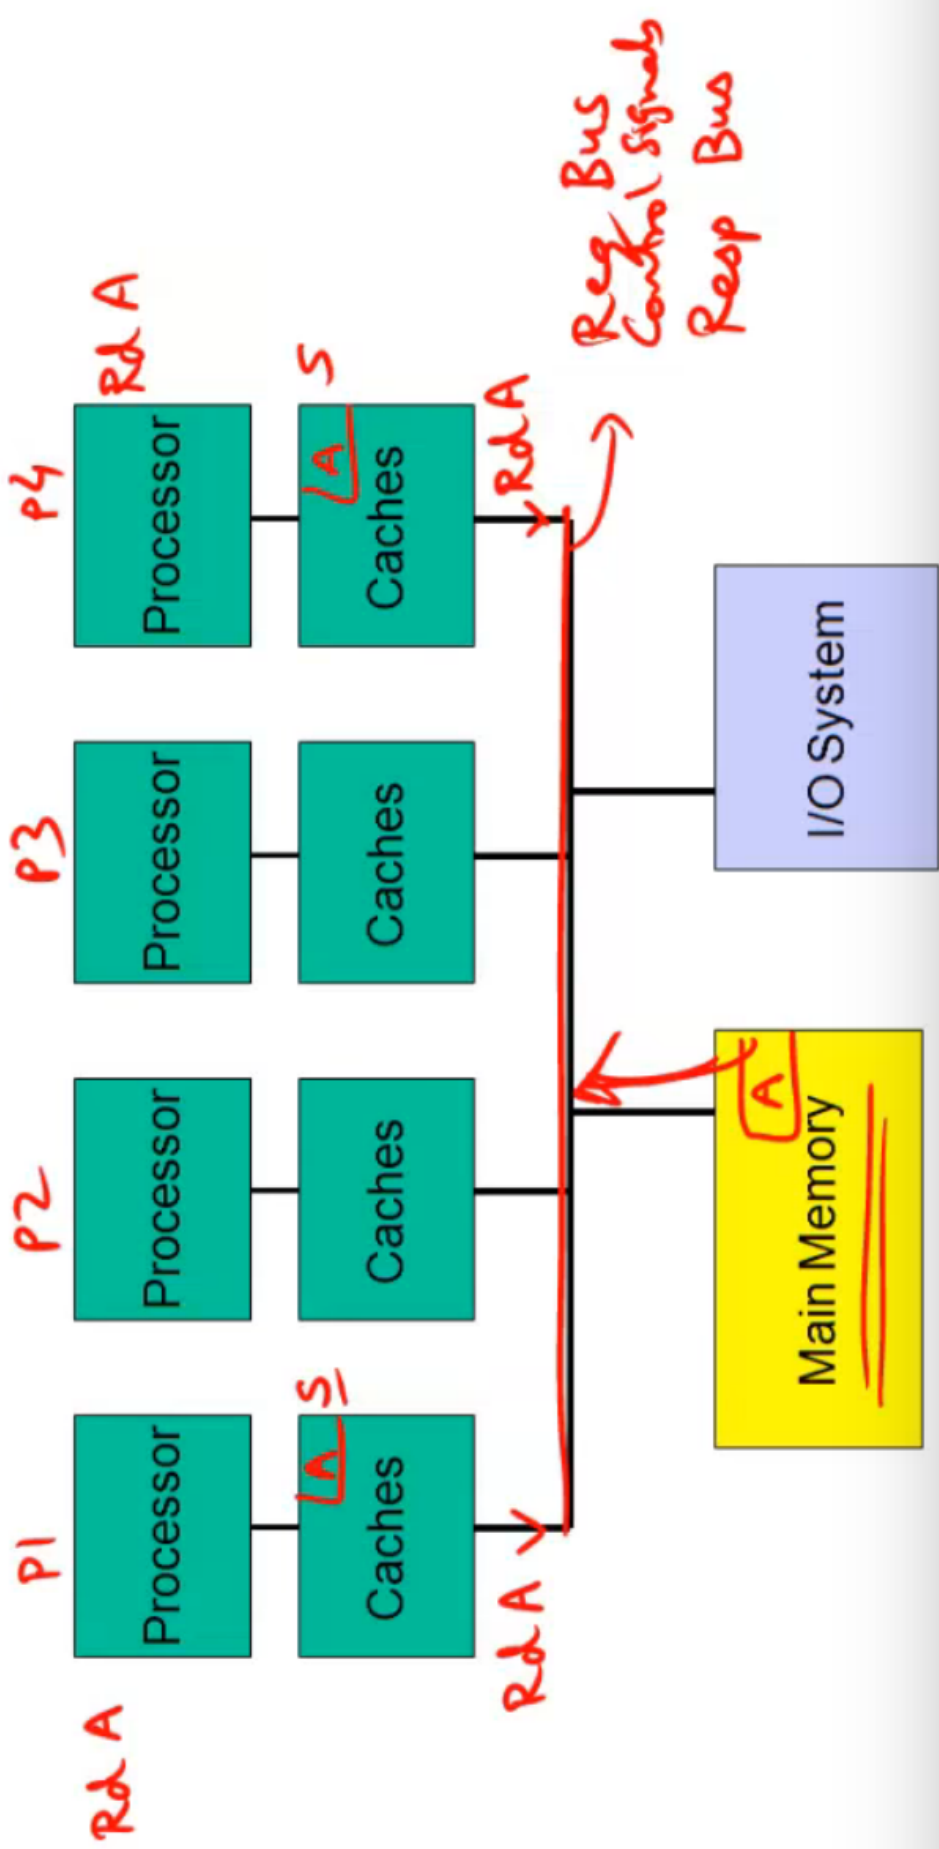 P1
P2
P3
P4
Rd A
Processor
Processor
Processor
Processor
Rd A
A
S
A
S
Caches
Caches
Caches
Caches
Rd A
Rd A
Req Bus
Control Signals
Resp Bus
A
Main Memory
I/O System